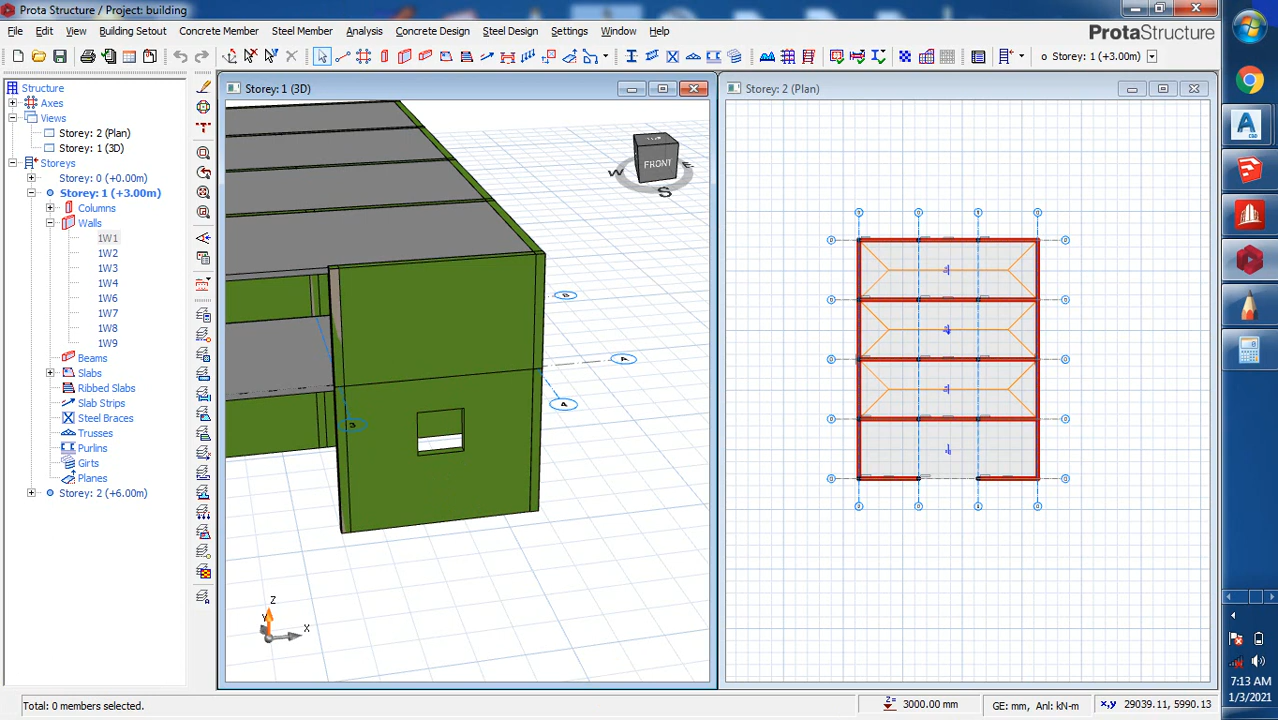 Prota Structure / Project: building
File Edit View Building Setout Concrete Member Steel Member Analysis Concrete Design Steel Design Settings Window Help
ProtaStructure
o Storey: 1 (+3.00m)
Structure
Axes
Views
Storey: 2 (Plan)
Storey: 1 (3D)
Storeys
Storey: 0 (+0.00m)
Storey: 1 (+3.00m)
Columns
Walls
1W1
1W2
1W3
1W4
1W6
1W7
1W8
1W9
Beams
Slabs
Ribbed Slabs
Slab Strips
Steel Braces
Trusses
Purlins
Girts
Planes
Storey: 2 (+6.00m)
Storey: 1 (3D)
FRONT
W
E
S
A
Z
Y
X
Storey: 2 (Plan)
Total: 0 members selected.
Z=
3000.00 mm
GE: mm, Anl: kN-m
x,y 29039.11, 5990.13
7:13 AM
1/3/2021